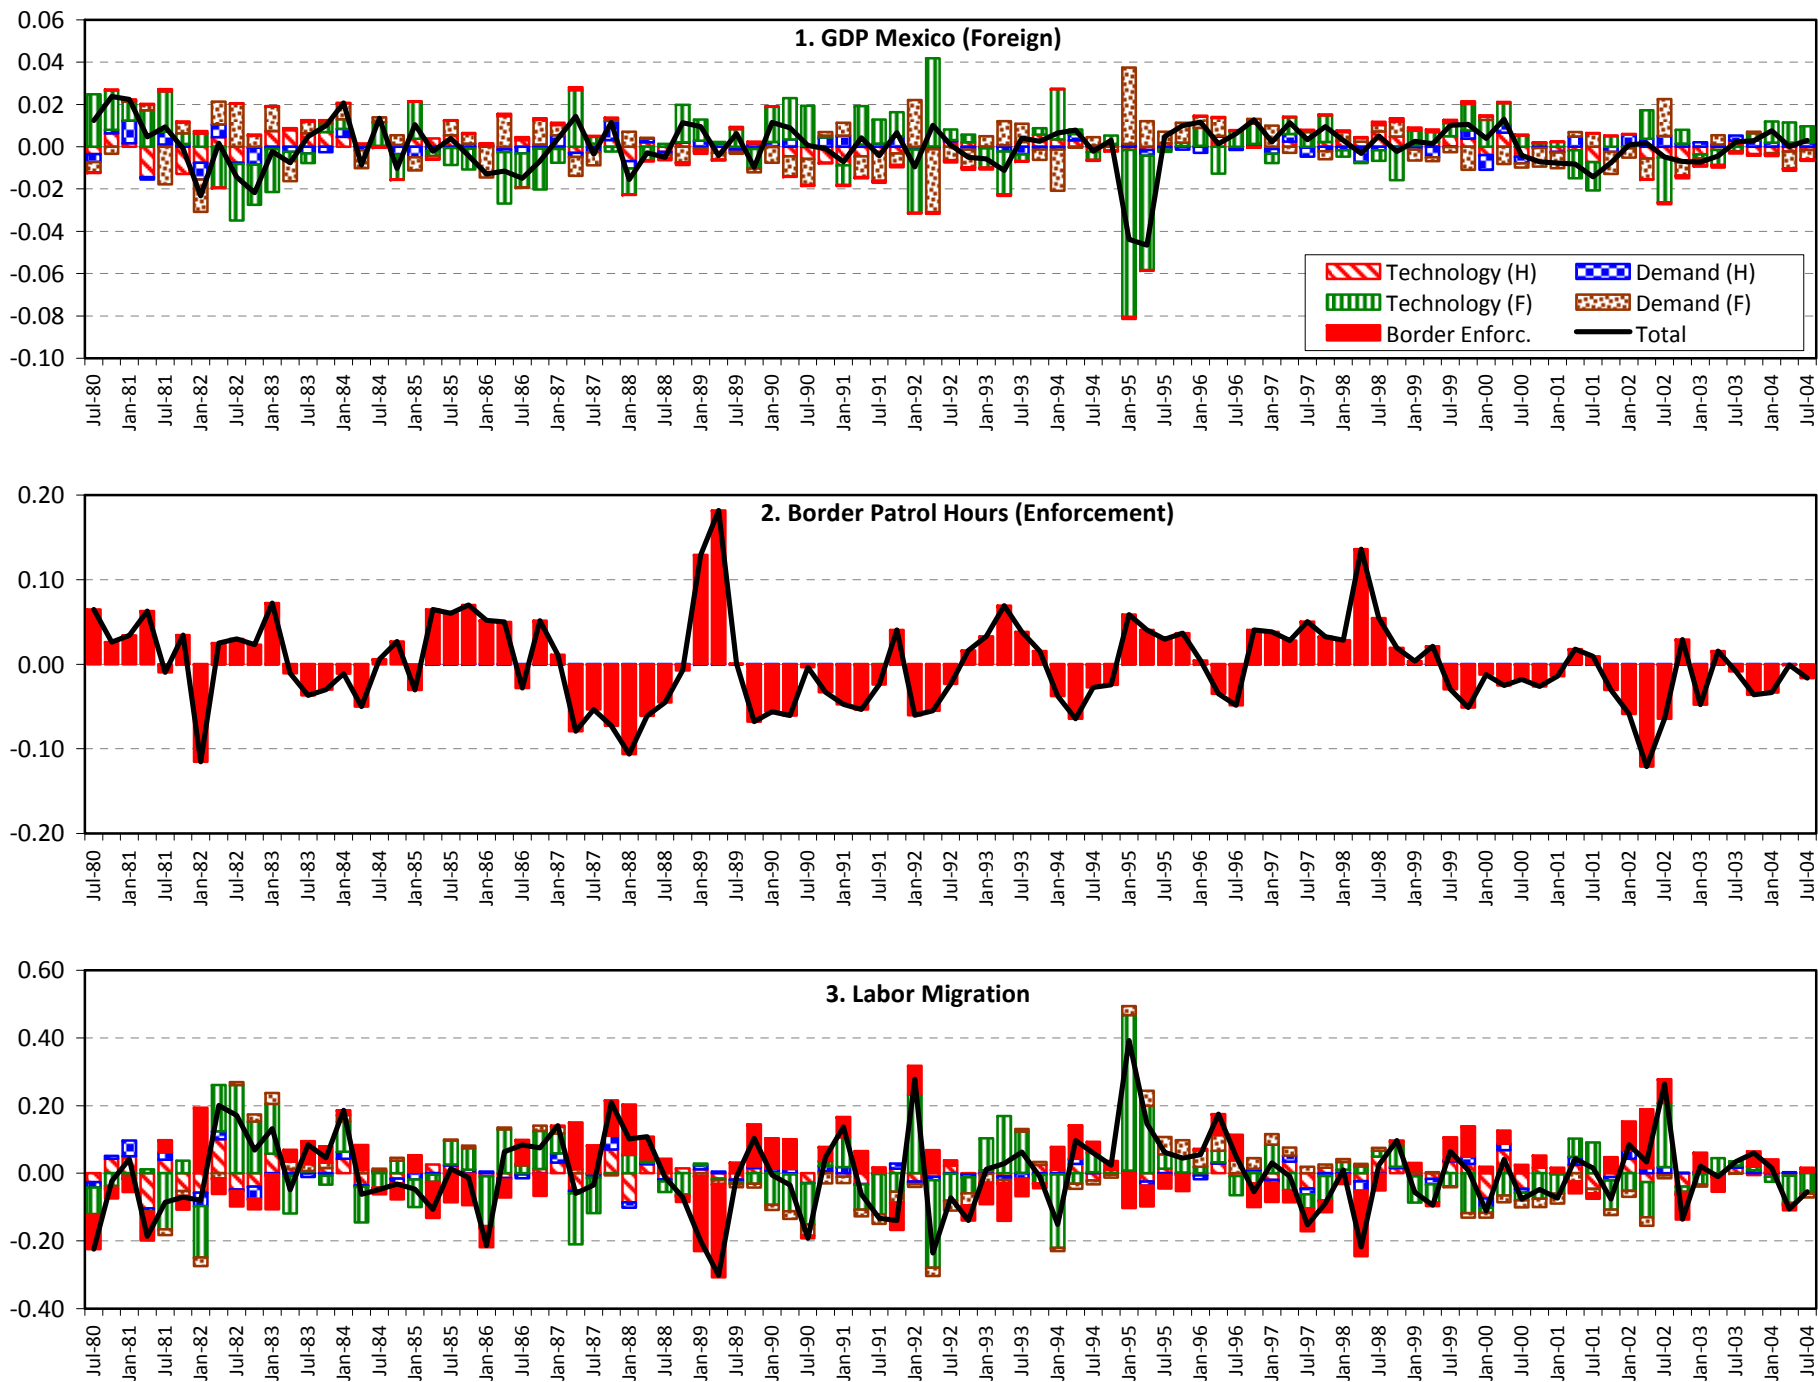 1. GDP Mexico (Foreign)
0.06
0.04
0.02
0.00
-0.02
-0.04
-0.06
-0.08
-0.10
Technology (H) Demand (H)
Technology (F) Demand (F)
Border Enforc. Total
Jul-80 Jan-81 Jul-81 Jan-82 Jul-82 Jan-83 Jul-83 Jan-84 Jul-84 Jan-85 Jul-85 Jan-86 Jul-86 Jan-87 Jul-87 Jan-88 Jul-88 Jan-89 Jul-89 Jan-90 Jul-90 Jan-91 Jul-91 Jan-92 Jul-92 Jan-93 Jul-93 Jan-94 Jul-94 Jan-95 Jul-95 Jan-96 Jul-96 Jan-97 Jul-97 Jan-98 Jul-98 Jan-99 Jul-99 Jan-00 Jul-00 Jan-01 Jul-01 Jan-02 Jul-02 Jan-03 Jul-03 Jan-04 Jul-04
2. Border Patrol Hours (Enforcement)
0.20
0.10
0.00
-0.10
-0.20
Jul-80 Jan-81 Jul-81 Jan-82 Jul-82 Jan-83 Jul-83 Jan-84 Jul-84 Jan-85 Jul-85 Jan-86 Jul-86 Jan-87 Jul-87 Jan-88 Jul-88 Jan-89 Jul-89 Jan-90 Jul-90 Jan-91 Jul-91 Jan-92 Jul-92 Jan-93 Jul-93 Jan-94 Jul-94 Jan-95 Jul-95 Jan-96 Jul-96 Jan-97 Jul-97 Jan-98 Jul-98 Jan-99 Jul-99 Jan-00 Jul-00 Jan-01 Jul-01 Jan-02 Jul-02 Jan-03 Jul-03 Jan-04 Jul-04
3. Labor Migration
0.60
0.40
0.20
0.00
-0.20
-0.40
Jul-80 Jan-81 Jul-81 Jan-82 Jul-82 Jan-83 Jul-83 Jan-84 Jul-84 Jan-85 Jul-85 Jan-86 Jul-86 Jan-87 Jul-87 Jan-88 Jul-88 Jan-89 Jul-89 Jan-90 Jul-90 Jan-91 Jul-91 Jan-92 Jul-92 Jan-93 Jul-93 Jan-94 Jul-94 Jan-95 Jul-95 Jan-96 Jul-96 Jan-97 Jul-97 Jan-98 Jul-98 Jan-99 Jul-99 Jan-00 Jul-00 Jan-01 Jul-01 Jan-02 Jul-02 Jan-03 Jul-03 Jan-04 Jul-04